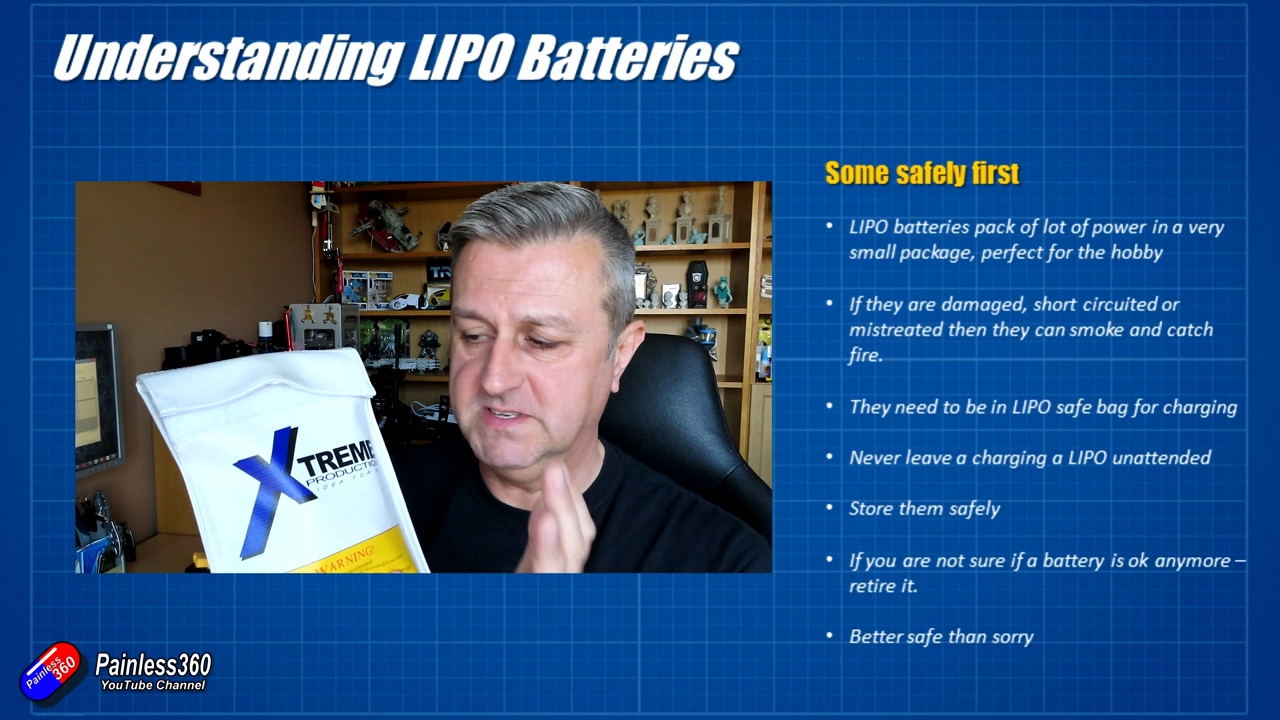 Understanding LIPO Batteries
Some safely first
• LIPO batteries pack of lot of power in a very
small package, perfect for the hobby
• If they are damaged, short circuited or
mistreated then they can smoke and catch
fire.
• They need to be in LIPO safe bag for charging
• Never leave a charging a LIPO unattended
• Store them safely
• If you are not sure if a battery is ok anymore –
retire it.
• Better safe than sorry
XTREME
PRODUCTIO
IDEA FOR
WARNING!
Painless
360
Painless360
YouTube Channel